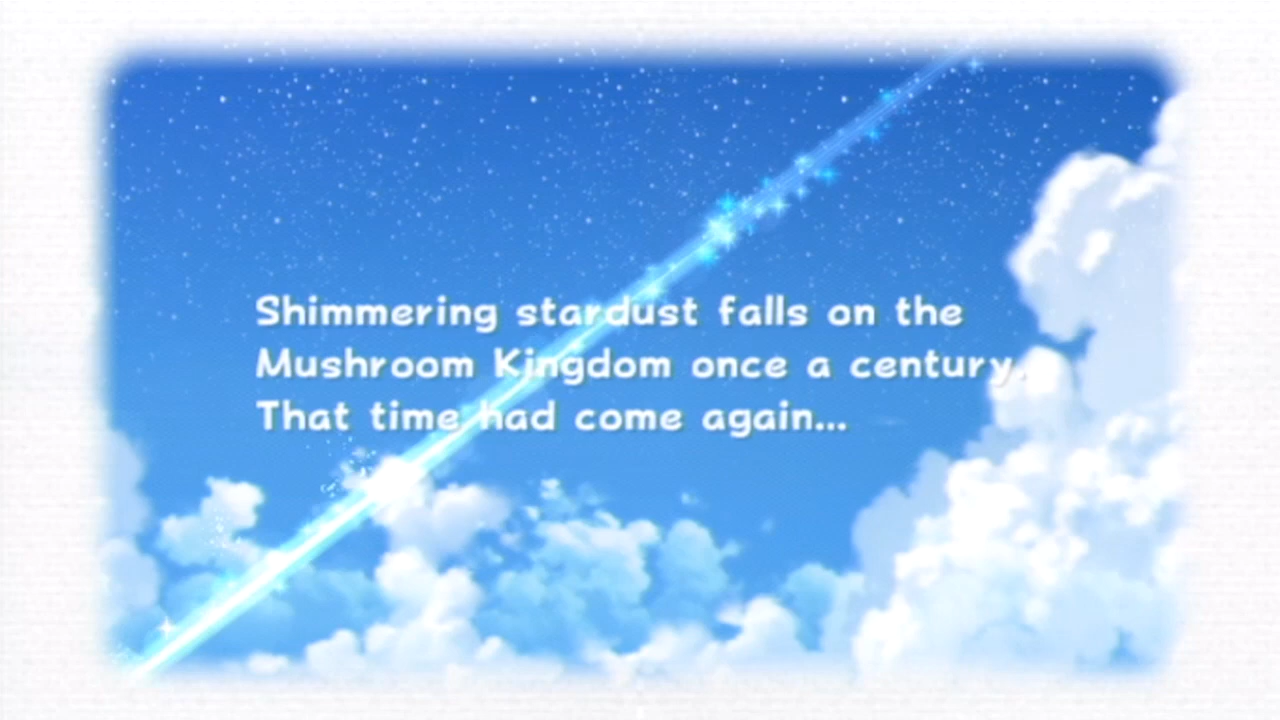 Shimmering stardust falls on the
Mushroom Kingdom once a century.
That time had come again...